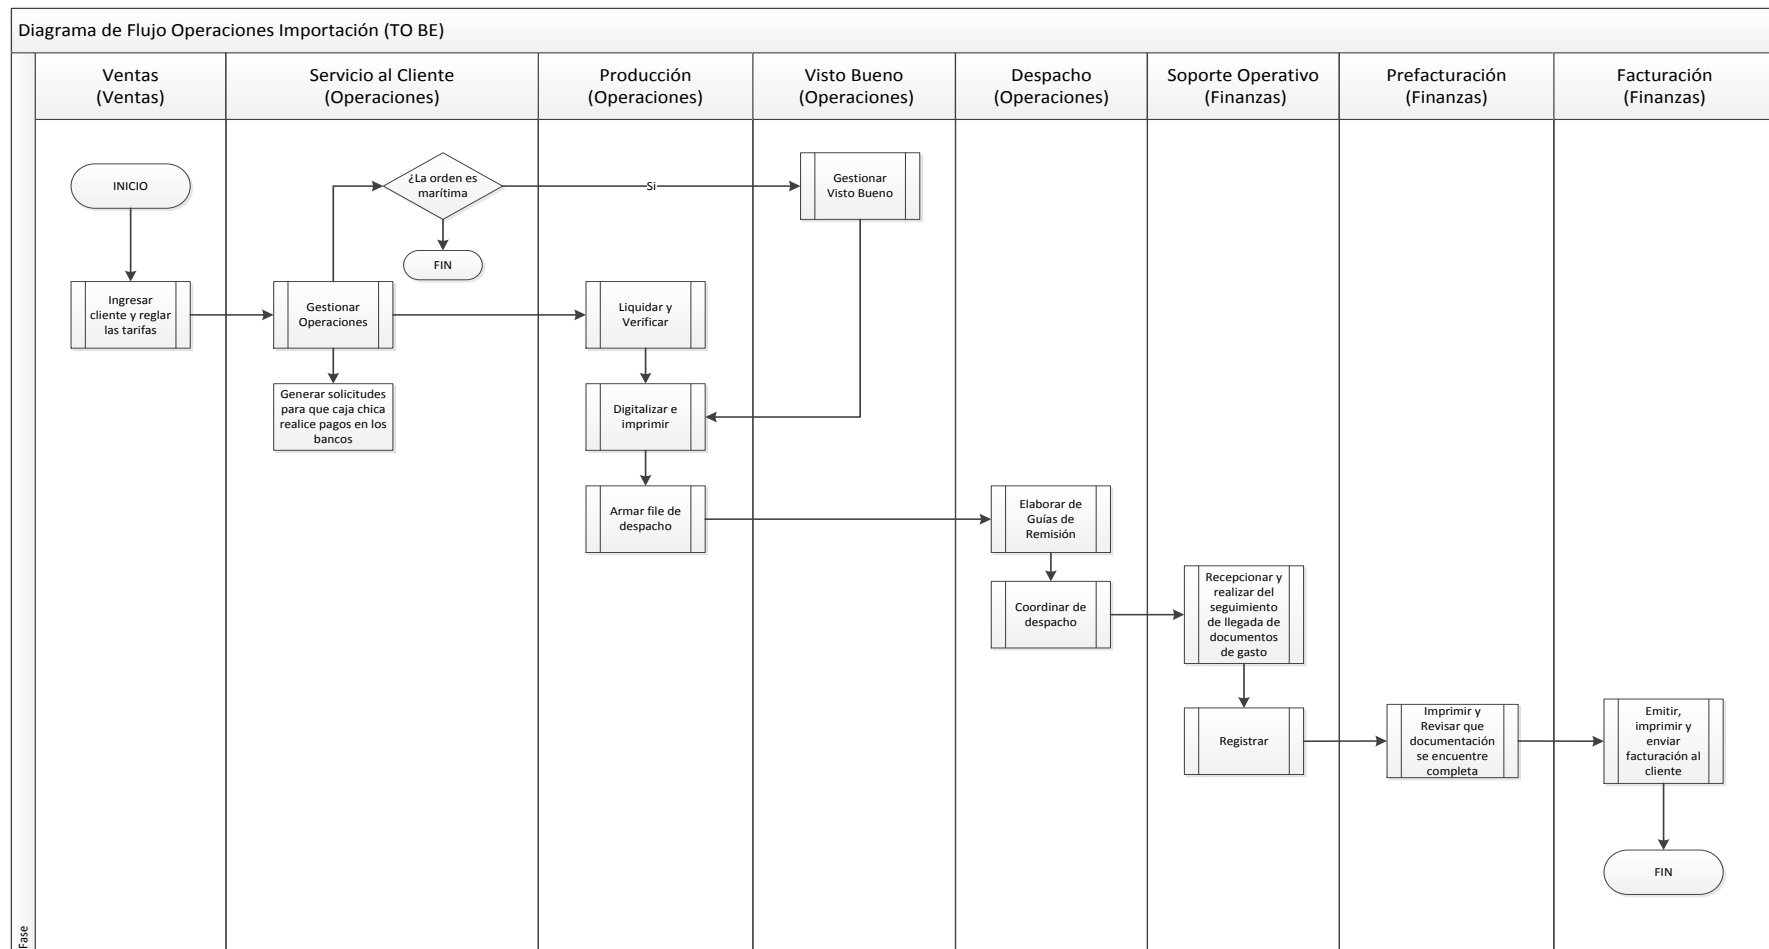 Diagrama de Flujo Operaciones Importación (TO BE)
Ventas
(Ventas)
Servicio al Cliente
(Operaciones)
Producción
(Operaciones)
Visto Bueno
(Operaciones)
Despacho
(Operaciones)
Soporte Operativo
(Finanzas)
Prefacturación
(Finanzas)
Facturación
(Finanzas)
INICIO
¿La orden es
marítima
Si
Gestionar
Visto Bueno
FIN
Ingresar
cliente y reglar
las tarifas
Gestionar
Operaciones
Liquidar y
Verificar
Generar solicitudes
para que caja chica
realice pagos en los
bancos
Digitalizar e
imprimir
Armar file de
despacho
Elaborar de
Guías de
Remisión
Coordinar de
despacho
Recepcionar y
realizar del
seguimiento
de llegada de
documentos
de gasto
Registrar
Imprimir y
Revisar que
documentación
se encuentre
completa
Emitir,
imprimir y
enviar
facturación al
cliente
FIN
Fase